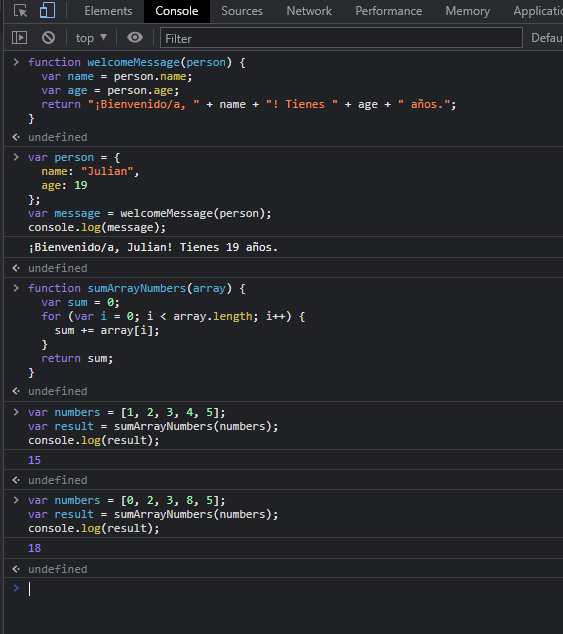 Elements Console Sources Network Performance Memory Applicatio
top ▼ Filter Defau
> function welcomeMessage(person) {
    var name = person.name;
    var age = person.age;
    return "¡Bienvenido/a, " + name + "! Tienes " + age + " años.";
  }
undefined
> var person = {
    name: "Julian",
    age: 19
  };
  var message = welcomeMessage(person);
  console.log(message);
¡Bienvenido/a, Julian! Tienes 19 años.
undefined
> function sumArrayNumbers(array) {
    var sum = 0;
    for (var i = 0; i < array.length; i++) {
      sum += array[i];
    }
    return sum;
  }
undefined
> var numbers = [1, 2, 3, 4, 5];
  var result = sumArrayNumbers(numbers);
  console.log(result);
15
undefined
> var numbers = [0, 2, 3, 8, 5];
  var result = sumArrayNumbers(numbers);
  console.log(result);
18
undefined
>